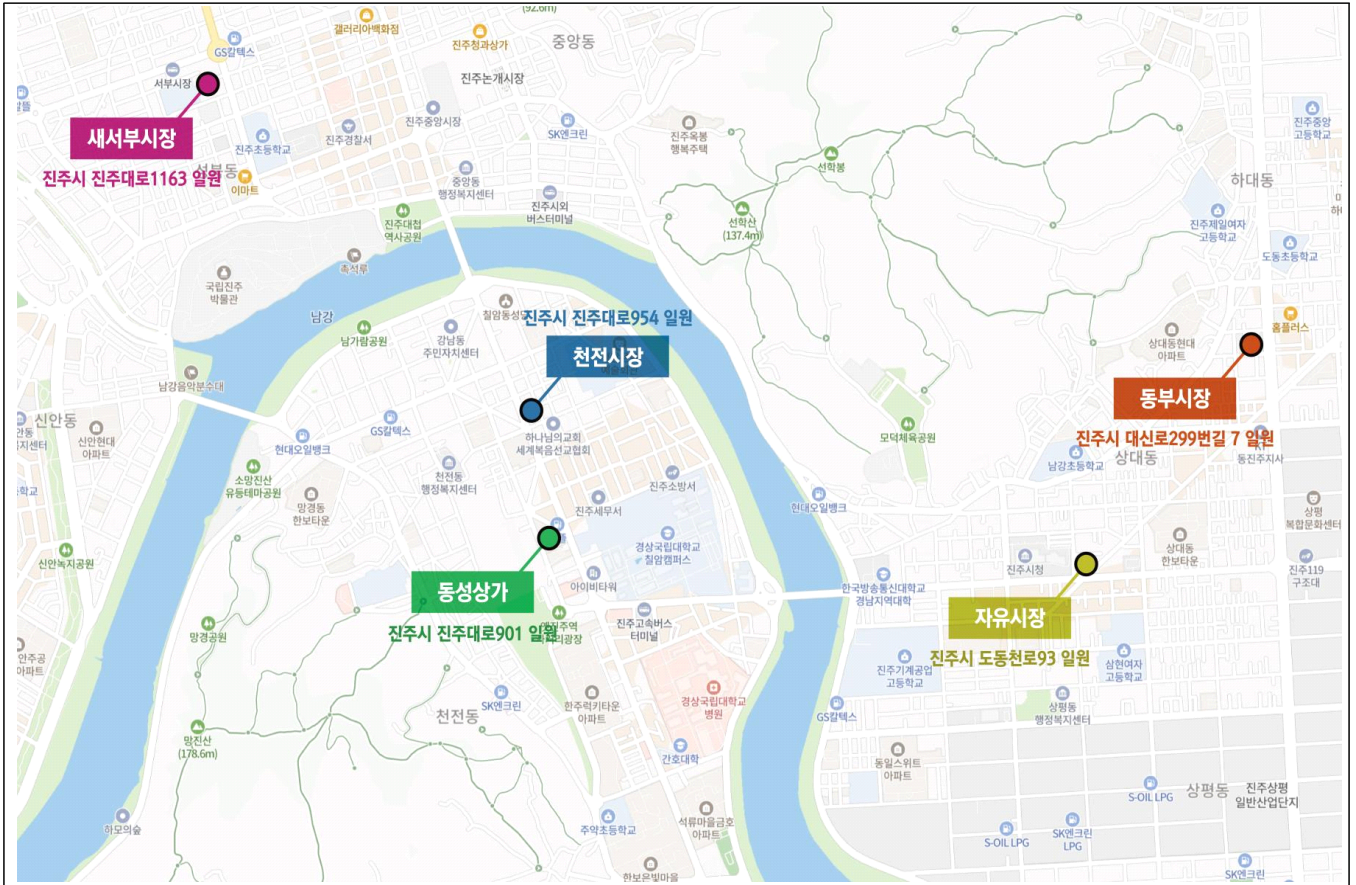 (92.6m)
갤러리아백화점
GS칼텍스
진주청과상가
중앙동
진주논개시장
서부시장
진주중앙시장
SK엔크린
진주옥봉
행복주택
진주중앙
고등학교
새서부시장
진주시 진주대로1163 일원
진주초등학교
진주경찰서
이마트
중앙동
행정복지센터
진주시외
버스터미널
선학봉
선학산
(137.4m)
하대동
진주제일여자
고등학교
도동초등학교
진주대첩
역사공원
촉석루
국립진주
박물관
남강
남가람공원
칠암동성당
진주시 진주대로954 일원
강남동
주민자치센터
천전시장
홈플러스
상대동현대
아파트
남강음악분수대
동부시장
진주시 대신로299번길 7 일원
신안동
신안현대
아파트
GS칼텍스
현대오일뱅크
하나님의교회
세계복음선교협회
모덕체육공원
남강초등학교
상대동
동진주지사
소망진산
유등테마공원
망경동
한보타운
천전동
행정복지센터
진주소방서
진주세무서
현대오일뱅크
상평
복합문화센터
신안녹지공원
경상국립대학교
칠암캠퍼스
진주시청
상대동
한보타운
진주119
구조대
동성상가
진주시 진주대로901 일원
아이비타워
한국방송통신대학교
경남지역대학
자유시장
진주시 도동천로93 일원
망경공원
진주고속버스
터미널
진주기계공업
고등학교
삼현여자
고등학교
천전동
SK엔크린
한주럭키타운
아파트
경상국립대학교
병원
GS칼텍스
상평동
행정복지센터
망진산
(178.6m)
간호대학
동일스위트
아파트
S-OIL LPG
상평동
진주상평
일반산업단지
하모의숲
주약초등학교
석류마을금호
아파트
S-OIL LPG
SK엔크린
LPG
한보은빛마을
SK엔크린